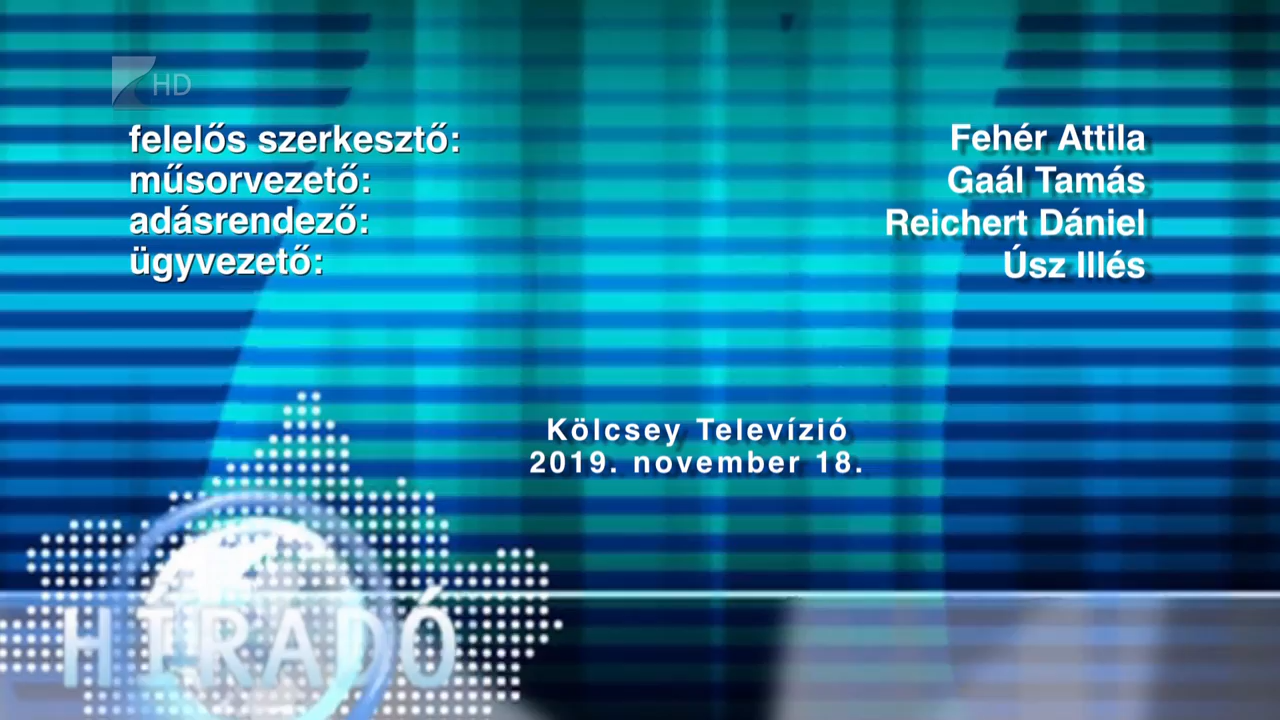 HD
felelős szerkesztő: Fehér Attila
műsorvezető: Gaál Tamás
adásrendező: Reichert Dániel
ügyvezető: Úsz Illés
Kölcsey Televízió
2019. november 18.
HÍRADÓ